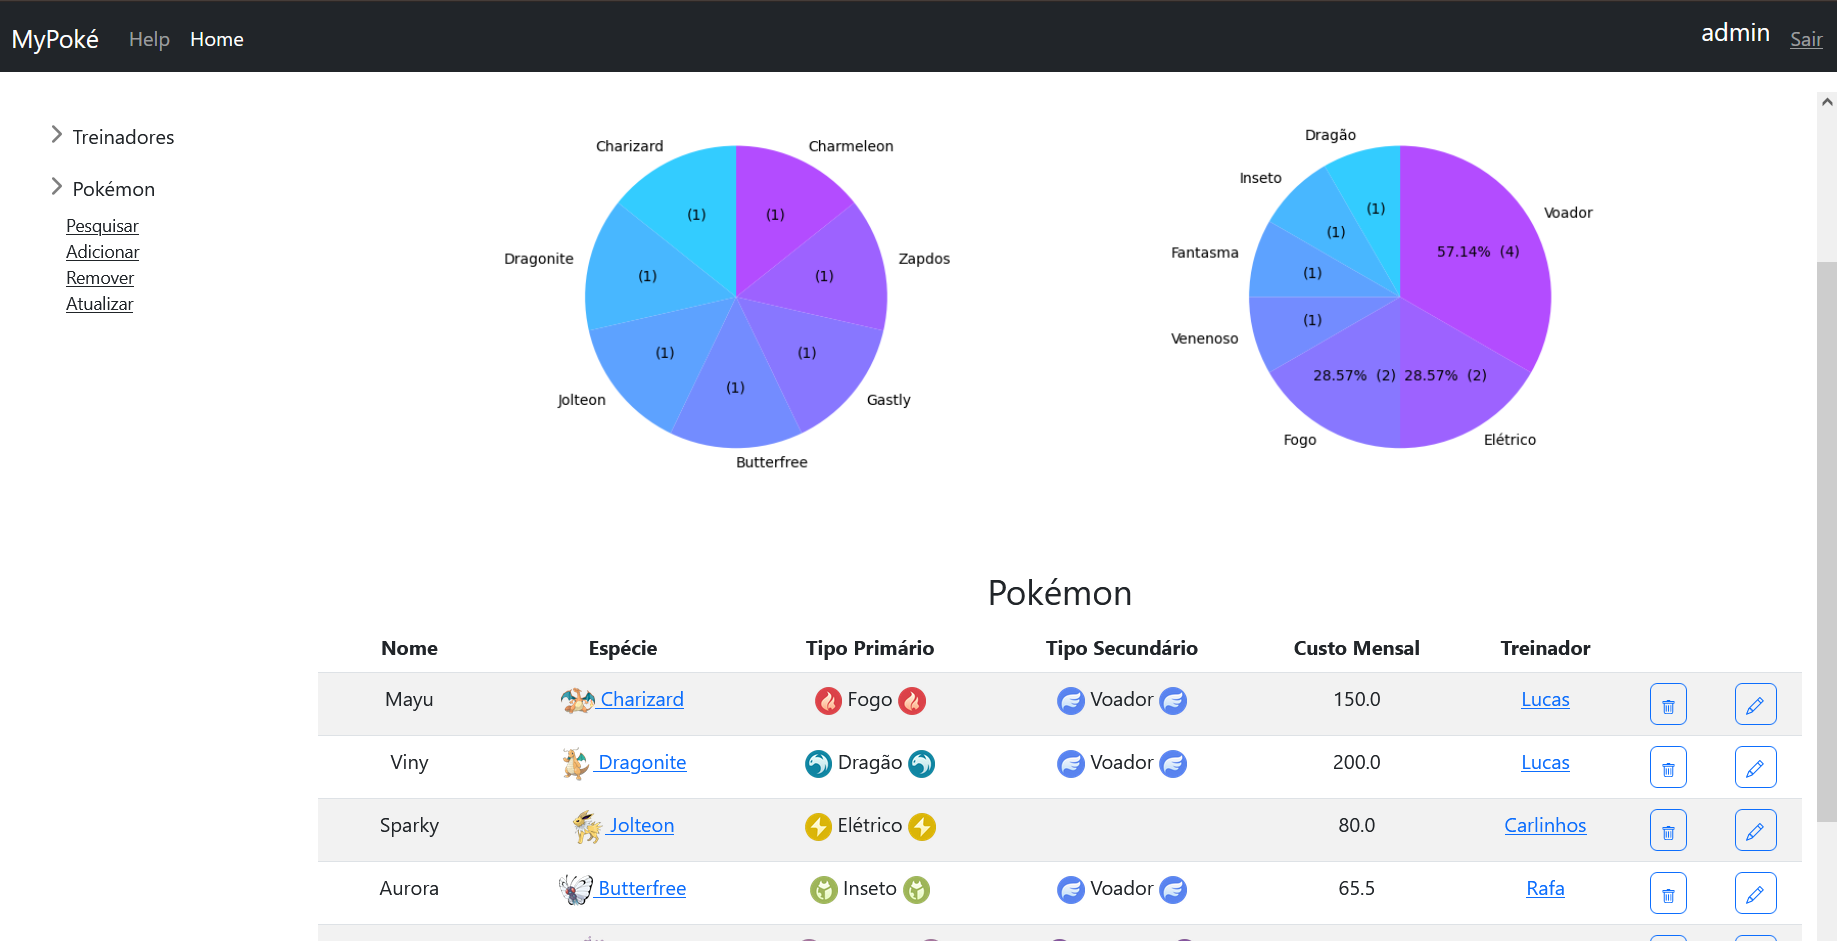 MyPoké Help Home admin Sair
Treinadores
Pokémon
Pesquisar
Adicionar
Remover
Atualizar
Charizard
Charmeleon
Dragonite
Zapdos
Jolteon
Gastly
Butterfree
(1)
(1)
(1)
(1)
(1)
(1)
(1)
Dragão
Inseto
Voador
Fantasma
Venenoso
Fogo
Elétrico
(1)
(1)
57.14% (4)
(1)
(1)
28.57% (2)
28.57% (2)
Pokémon
Nome Espécie Tipo Primário Tipo Secundário Custo Mensal Treinador
Mayu Charizard Fogo Voador 150.0 Lucas
Viny Dragonite Dragão Voador 200.0 Lucas
Sparky Jolteon Elétrico 80.0 Carlinhos
Aurora Butterfree Inseto Voador 65.5 Rafa